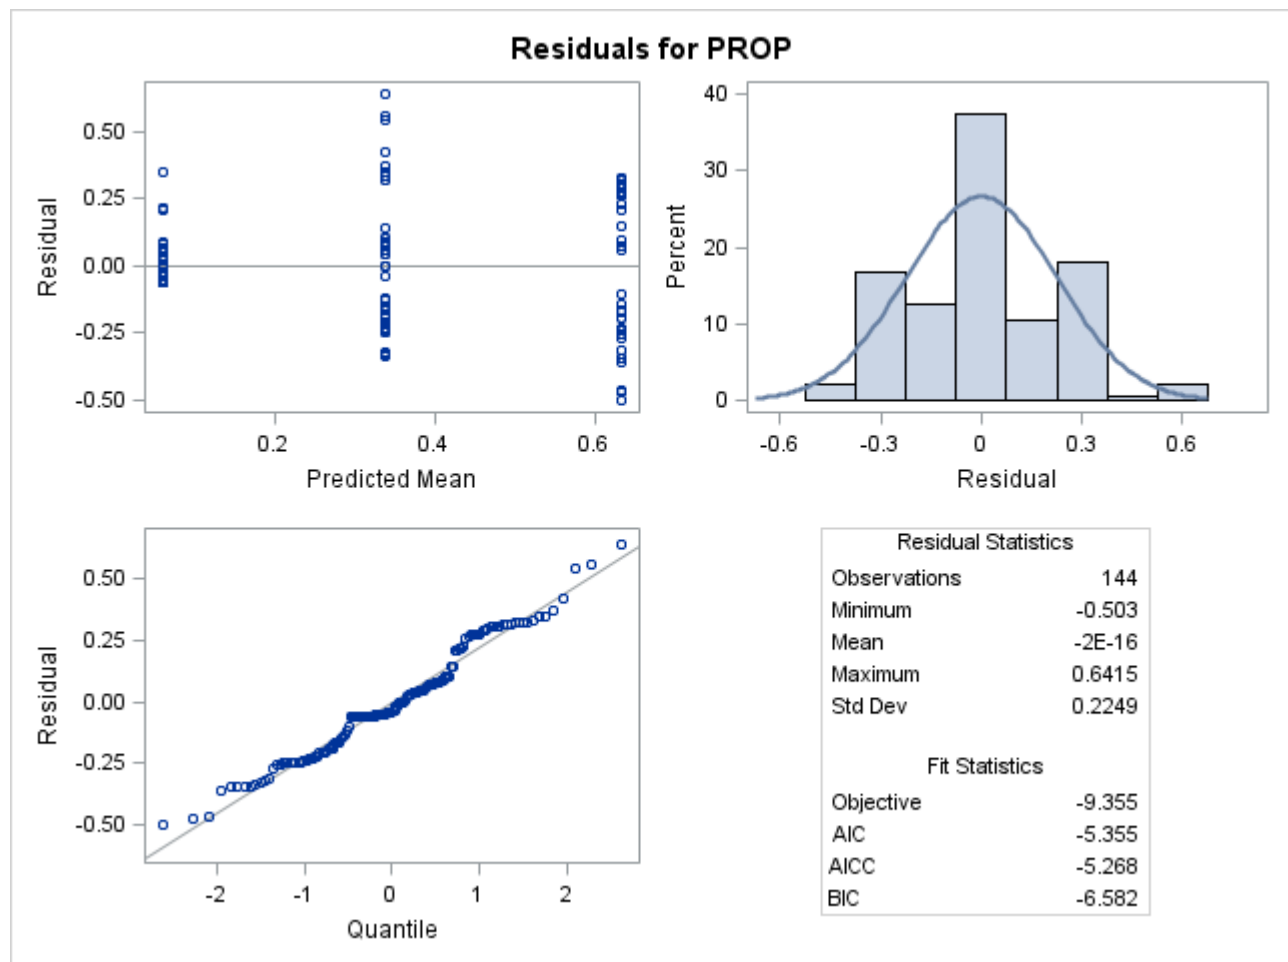 Residuals for PROP
Residual
0.50
0.25
0.00
-0.25
-0.50
0.2 0.4 0.6
Predicted Mean
Percent
40
30
20
10
0
-0.6 -0.3 0 0.3 0.6
Residual
Residual
0.50
0.25
0.00
-0.25
-0.50
-2 -1 0 1 2
Quantile
Residual Statistics
Observations 144
Minimum -0.503
Mean -2E-16
Maximum 0.6415
Std Dev 0.2249
Fit Statistics
Objective -9.355
AIC -5.355
AICC -5.268
BIC -6.582